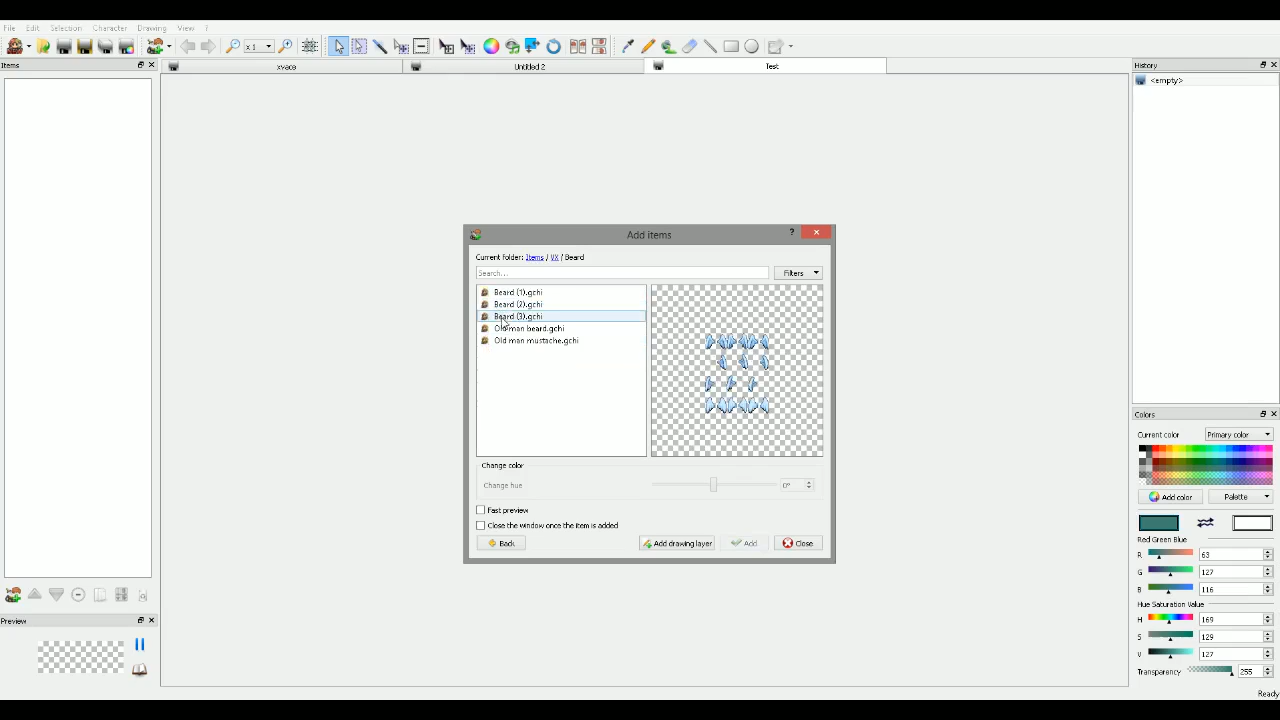 File Edit Selection Character Drawing View ?
x 1
Items
xvace Untitled 2 Test
History
<empty>
Add items
?
Current folder: Items / VX / Beard
Search...
Filters
Beard (1).gchi
Beard (2).gchi
Beard (3).gchi
Old man beard.gchi
Old man mustache.gchi
Change color
Change hue
0°
Fast preview
Close the window once the item is added
Back
Add drawing layer
Add
Close
Preview
Colors
Current color
Primary color
Add color
Palette
Red Green Blue
R 63
G 127
B 116
Hue Saturation Value
H 169
S 129
V 127
Transparency 255
Ready